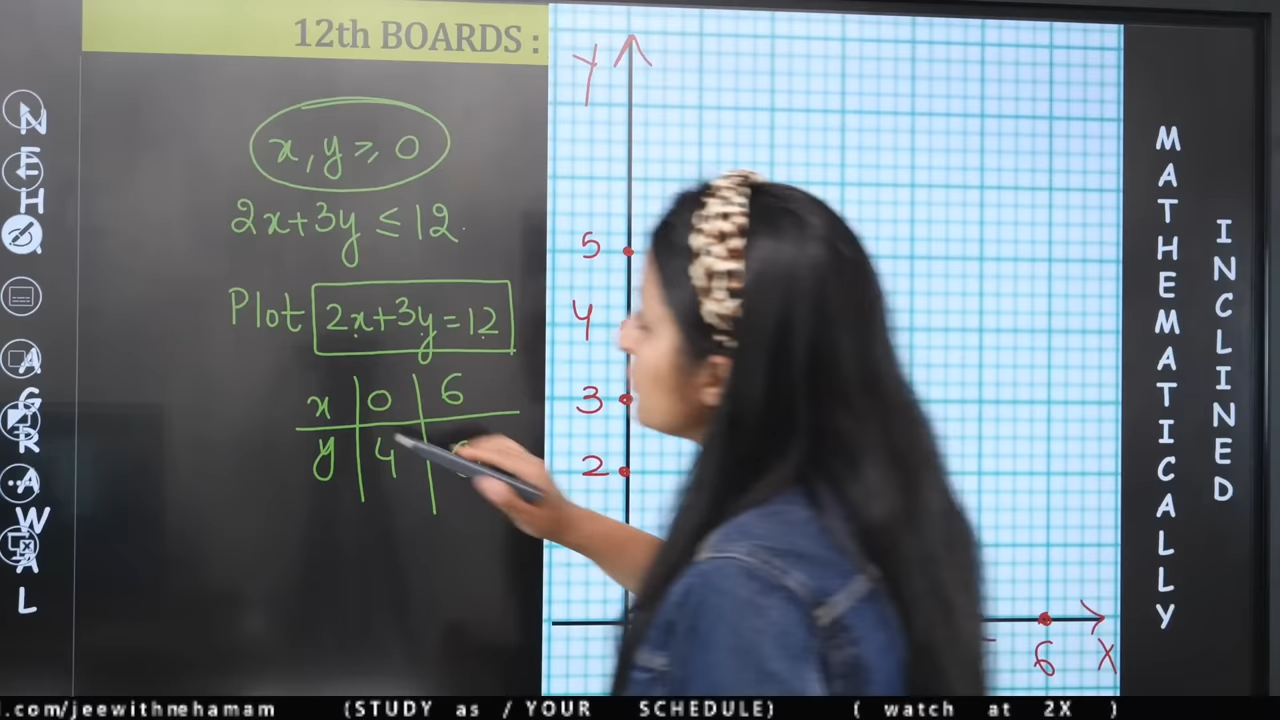 12th BOARDS :
x, y ≥ 0
2x+3y ≤ 12
Plot 2x+3y=12
x 0 6
y 4
Y
5
4
3
2
6
X
NEHA AGRAWAL
MATHEMATICALLY
INCLINED
.com/jeewithnehamam (STUDY as / YOUR SCHEDULE) ( watch at 2X )